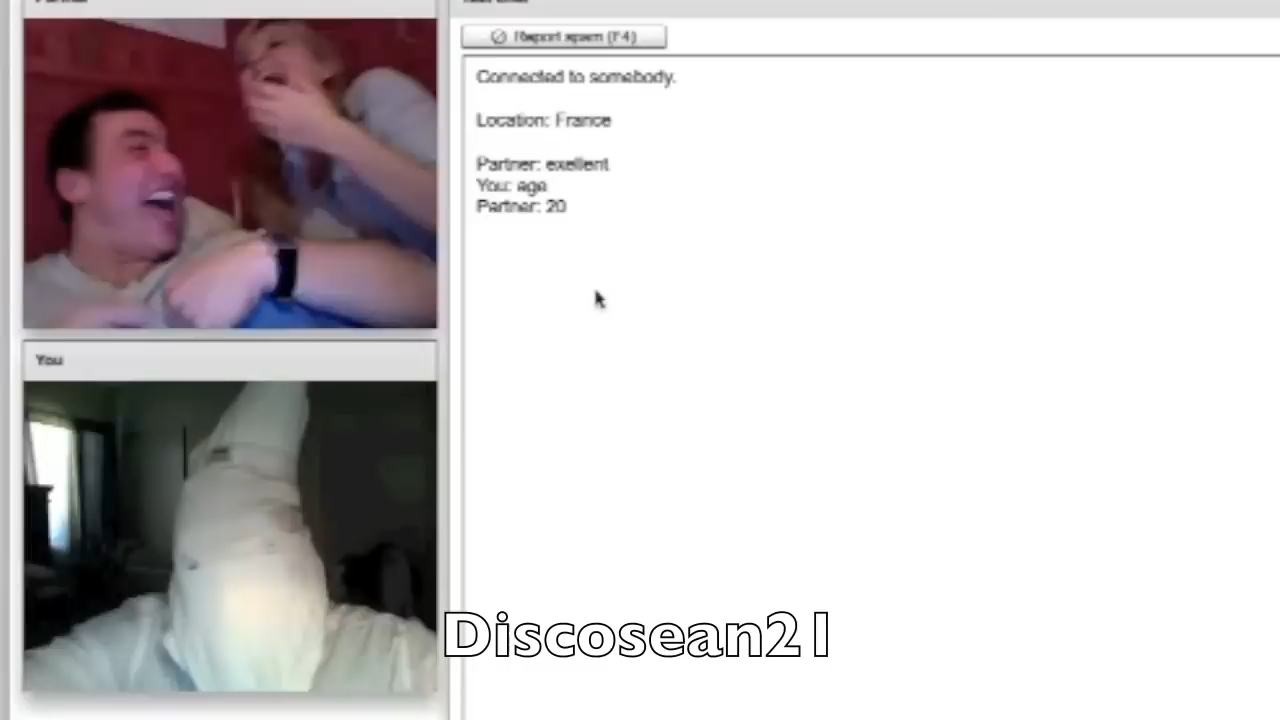 Report spam (F4)
Connected to somebody.
Location: France
Partner: exellent
You: age
Partner: 20
You
Discosean21